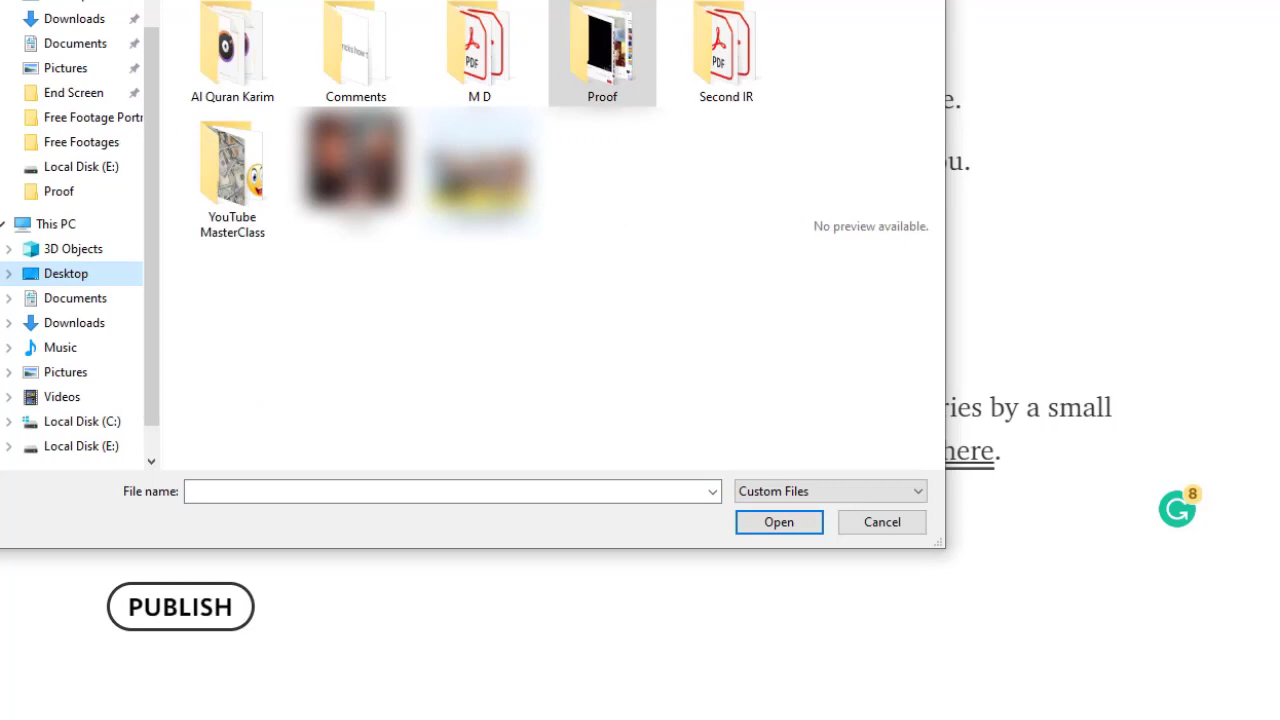 Downloads
Documents
Pictures
End Screen
Free Footage Portr
Free Footages
Local Disk (E:)
Proof
This PC
3D Objects
Desktop
Documents
Downloads
Music
Pictures
Videos
Local Disk (C:)
Local Disk (E:)
Al Quran Karim
Comments
M D
Proof
Second IR
PDF
PDF
YouTube
MasterClass
No preview available.
File name:
Custom Files
Open
Cancel
e.
ou.
ries by a small
here.
8
PUBLISH